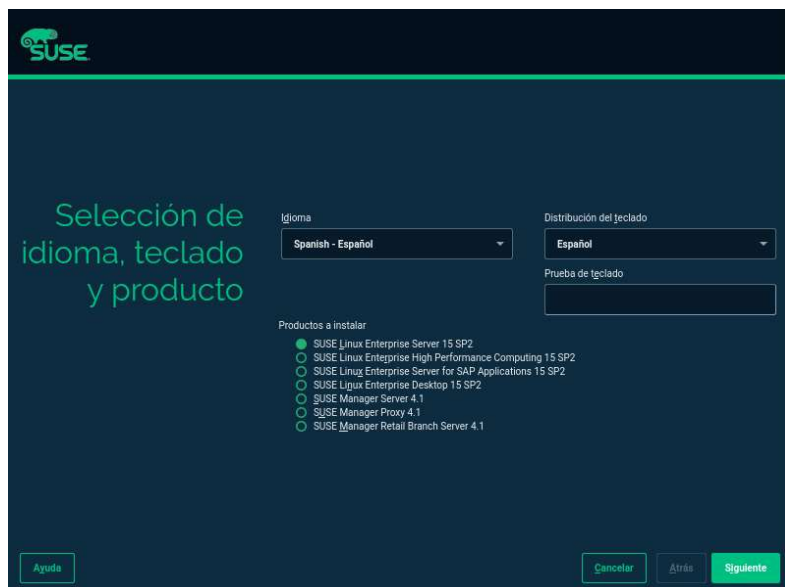 SUSE
Selección de
idioma, teclado
y producto
Idioma
Spanish - Español
Distribución del teclado
Español
Prueba de teclado
Productos a instalar
SUSE Linux Enterprise Server 15 SP2
SUSE Linux Enterprise High Performance Computing 15 SP2
SUSE Linux Enterprise Server for SAP Applications 15 SP2
SUSE Linux Enterprise Desktop 15 SP2
SUSE Manager Server 4.1
SUSE Manager Proxy 4.1
SUSE Manager Retail Branch Server 4.1
Ayuda
Cancelar
Atrás
Siguiente